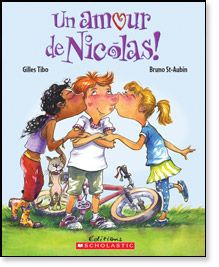 Un amour
de Nicolas!
Gilles Tibo
Bruno St-Aubin
Éditions
SCHOLASTIC